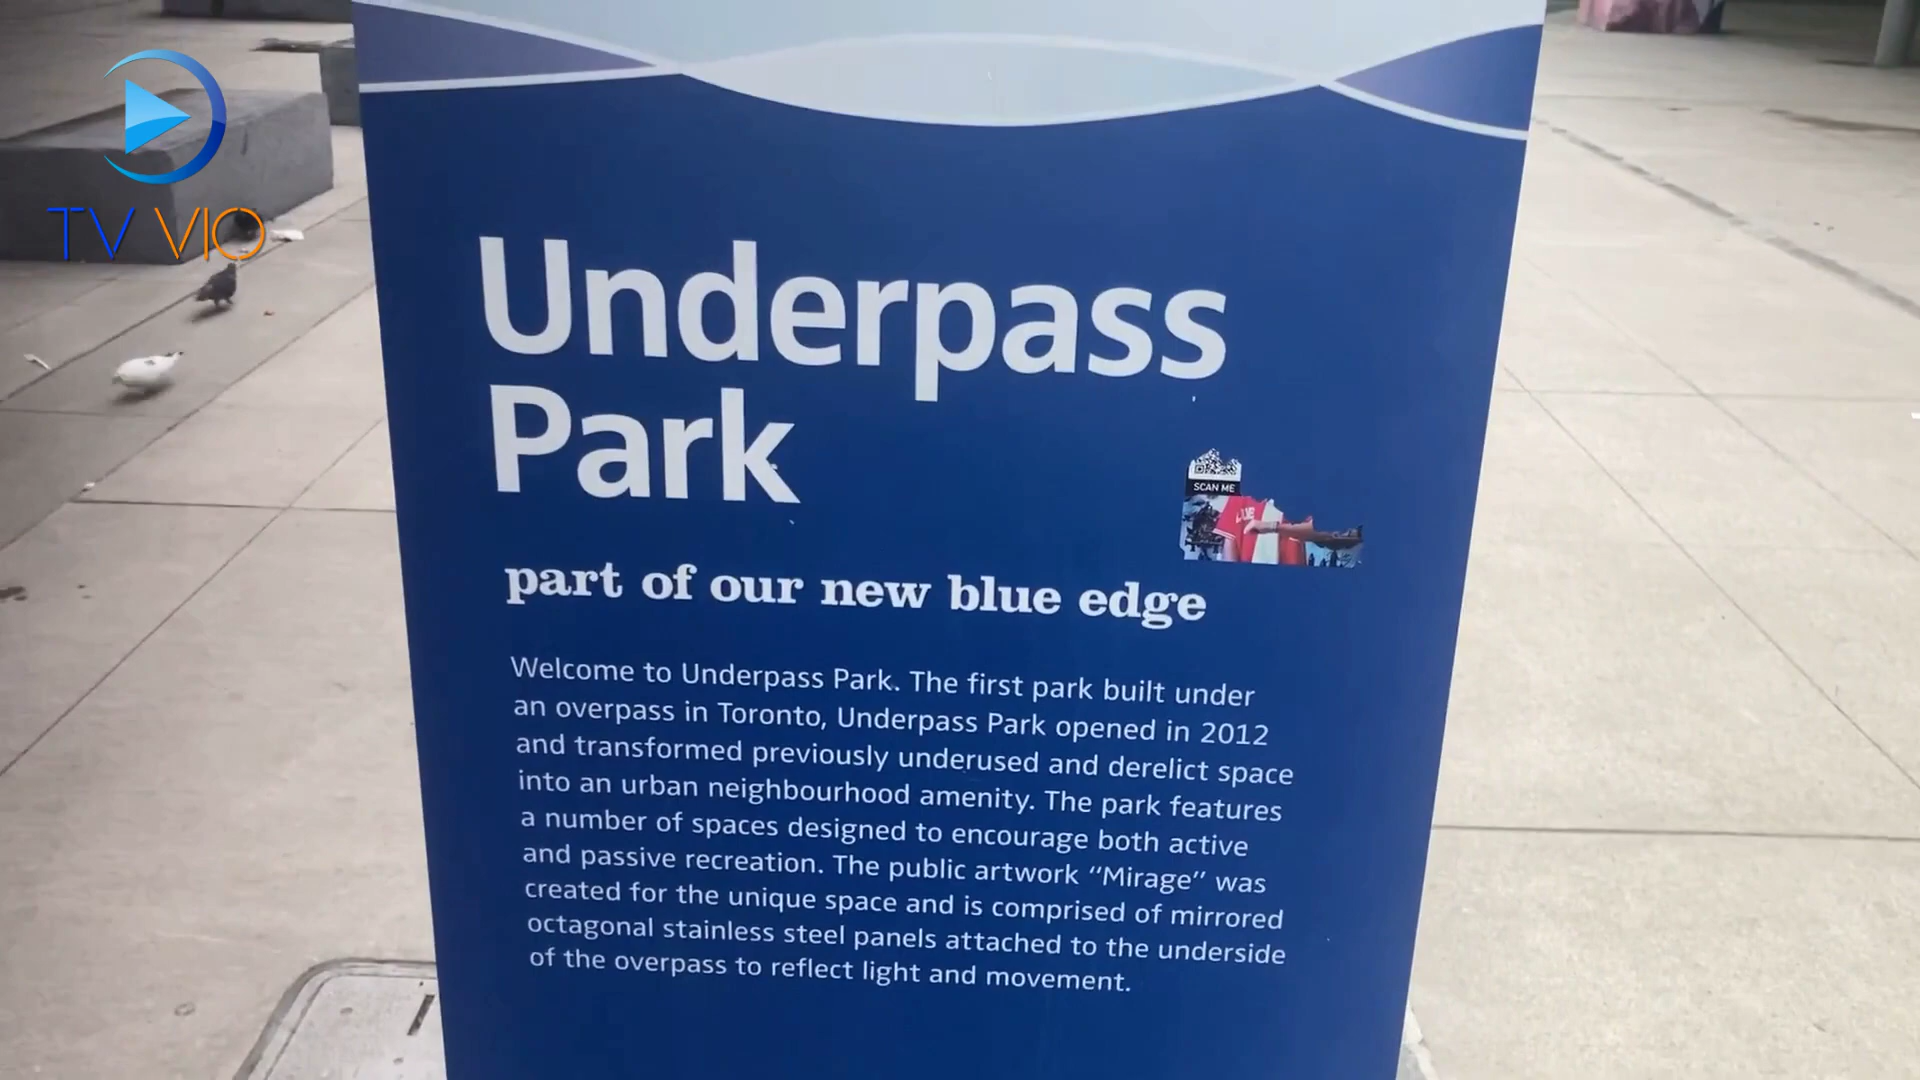 TV VIO
Underpass
Park
SCAN ME
part of our new blue edge
Welcome to Underpass Park. The first park built under
an overpass in Toronto, Underpass Park opened in 2012
and transformed previously underused and derelict space
into an urban neighbourhood amenity. The park features
a number of spaces designed to encourage both active
and passive recreation. The public artwork “Mirage” was
created for the unique space and is comprised of mirrored
octagonal stainless steel panels attached to the underside
of the overpass to reflect light and movement.